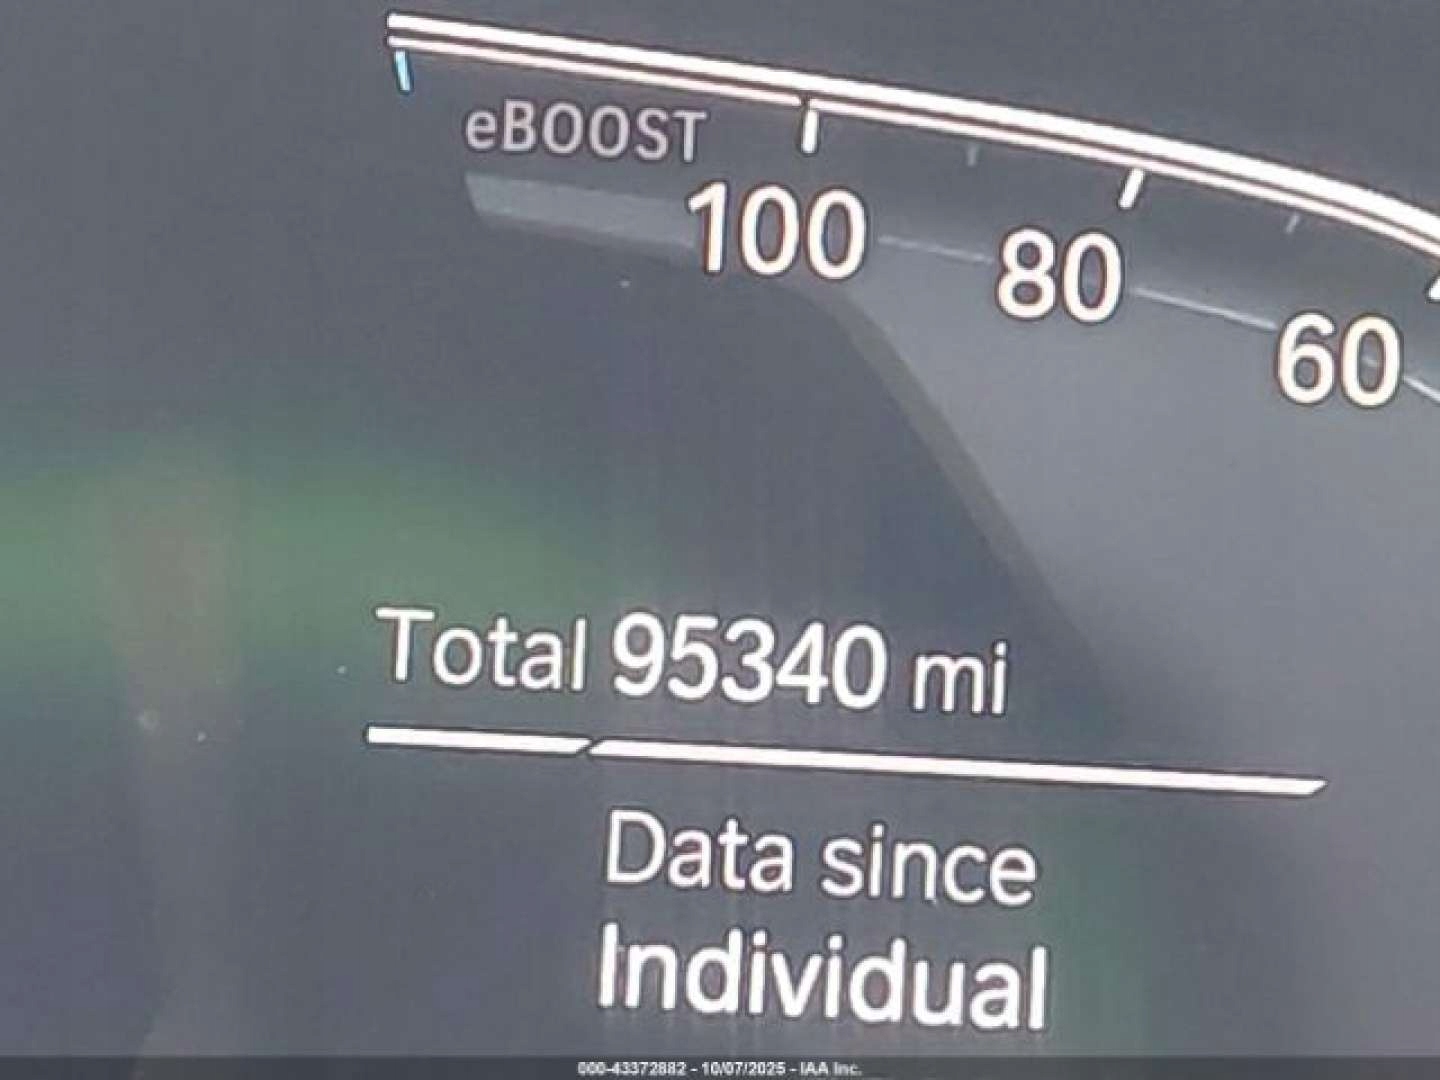 eBOOST
100 80 60
Total 95340 mi
Data since
Individual
000-43372882 - 10/07/2025 - IAA Inc.